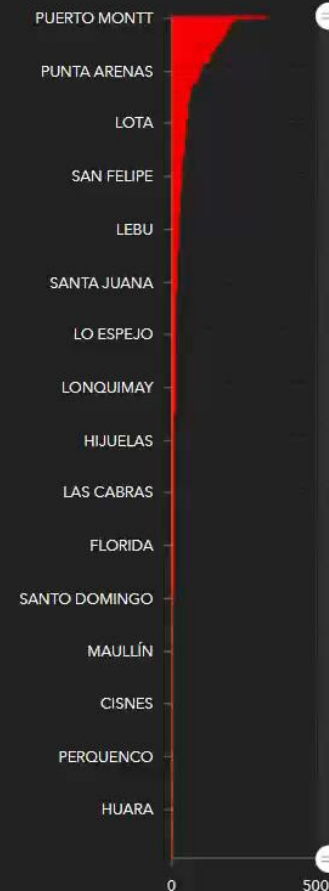 PUERTO MONTT
PUNTA ARENAS
LOTA
SAN FELIPE
LEBU
SANTA JUANA
LO ESPEJO
LONQUIMAY
HIJUELAS
LAS CABRAS
FLORIDA
SANTO DOMINGO
MAULLÍN
CISNES
PERQUENCO
HUARA
0 500